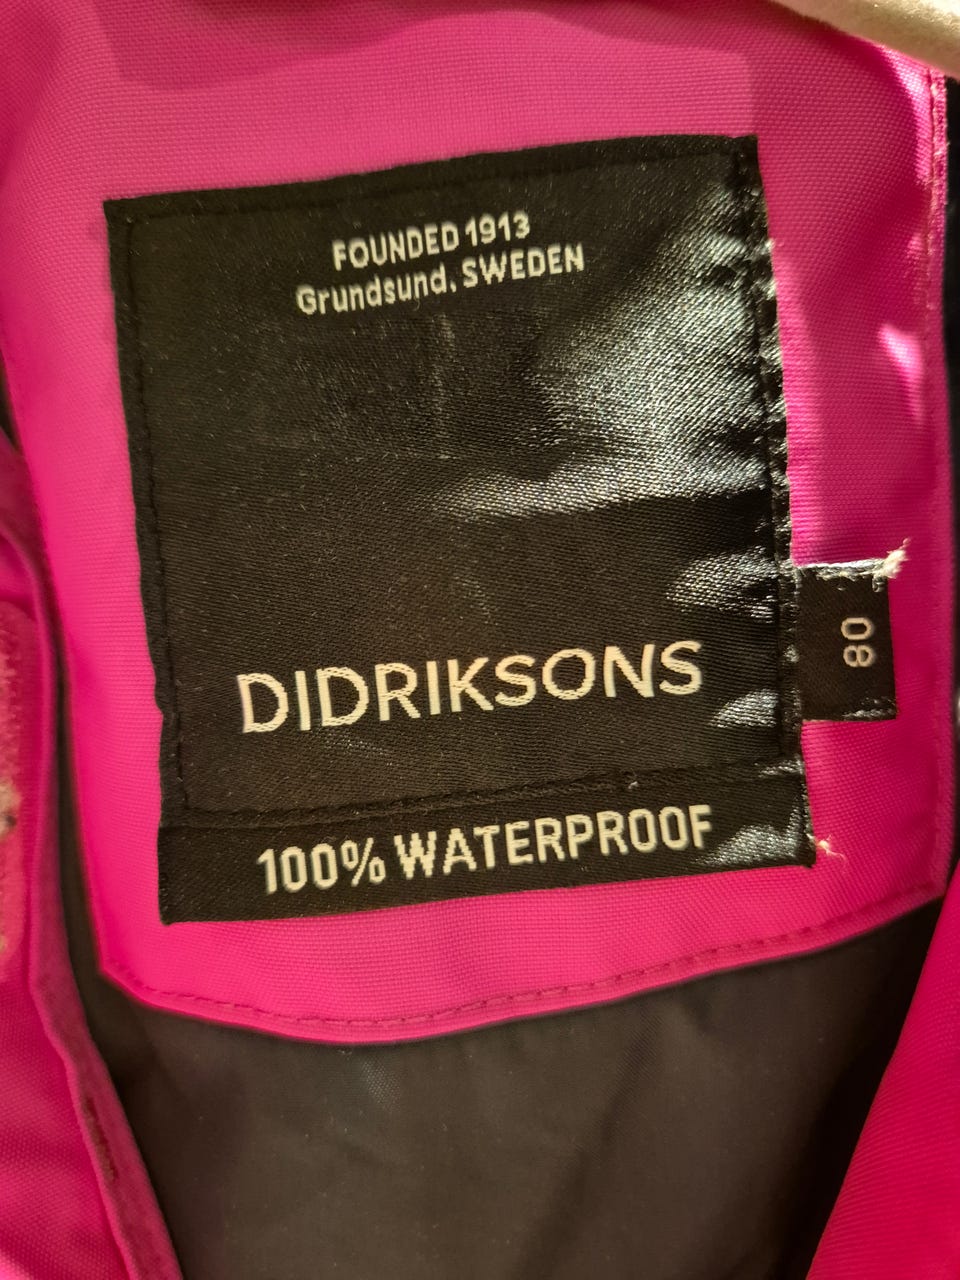 FOUNDED 1913
Grundsund, SWEDEN
DIDRIKSONS
80
100% WATERPROOF